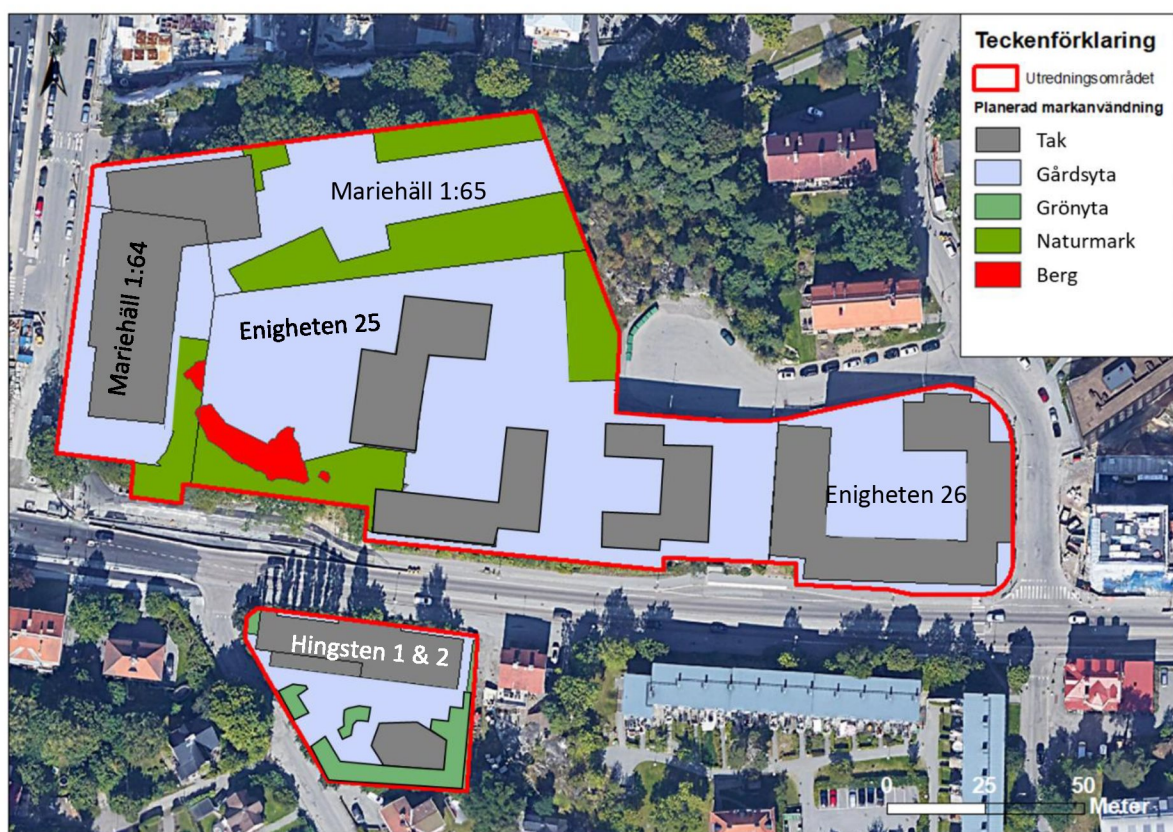 N
Teckenförklaring
Utredningsområdet
Planerad markanvändning
Tak
Gårdsyta
Grönyta
Naturmark
Berg
Mariehäll 1:65
Mariehäll 1:64
Enigheten 25
Enigheten 26
Hingsten 1 & 2
0 25 50
Meter